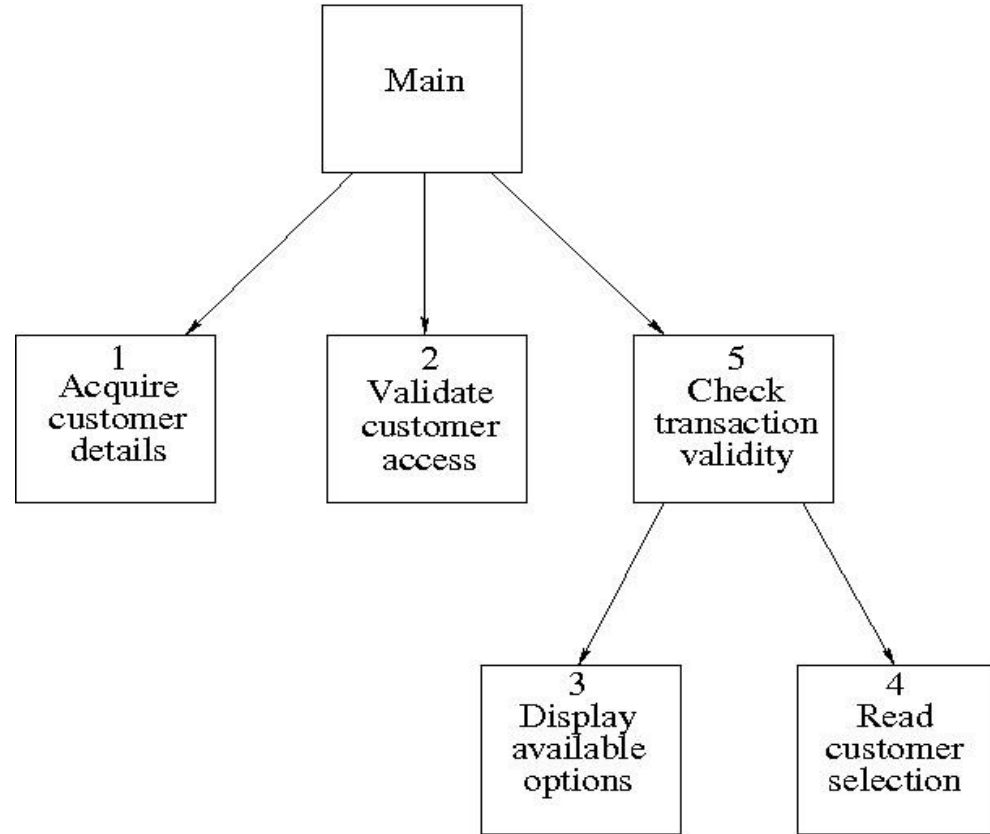 Main
1
Acquire
customer
details
2
Validate
customer
access
5
Check
transaction
validity
3
Display
available
options
4
Read
customer
selection